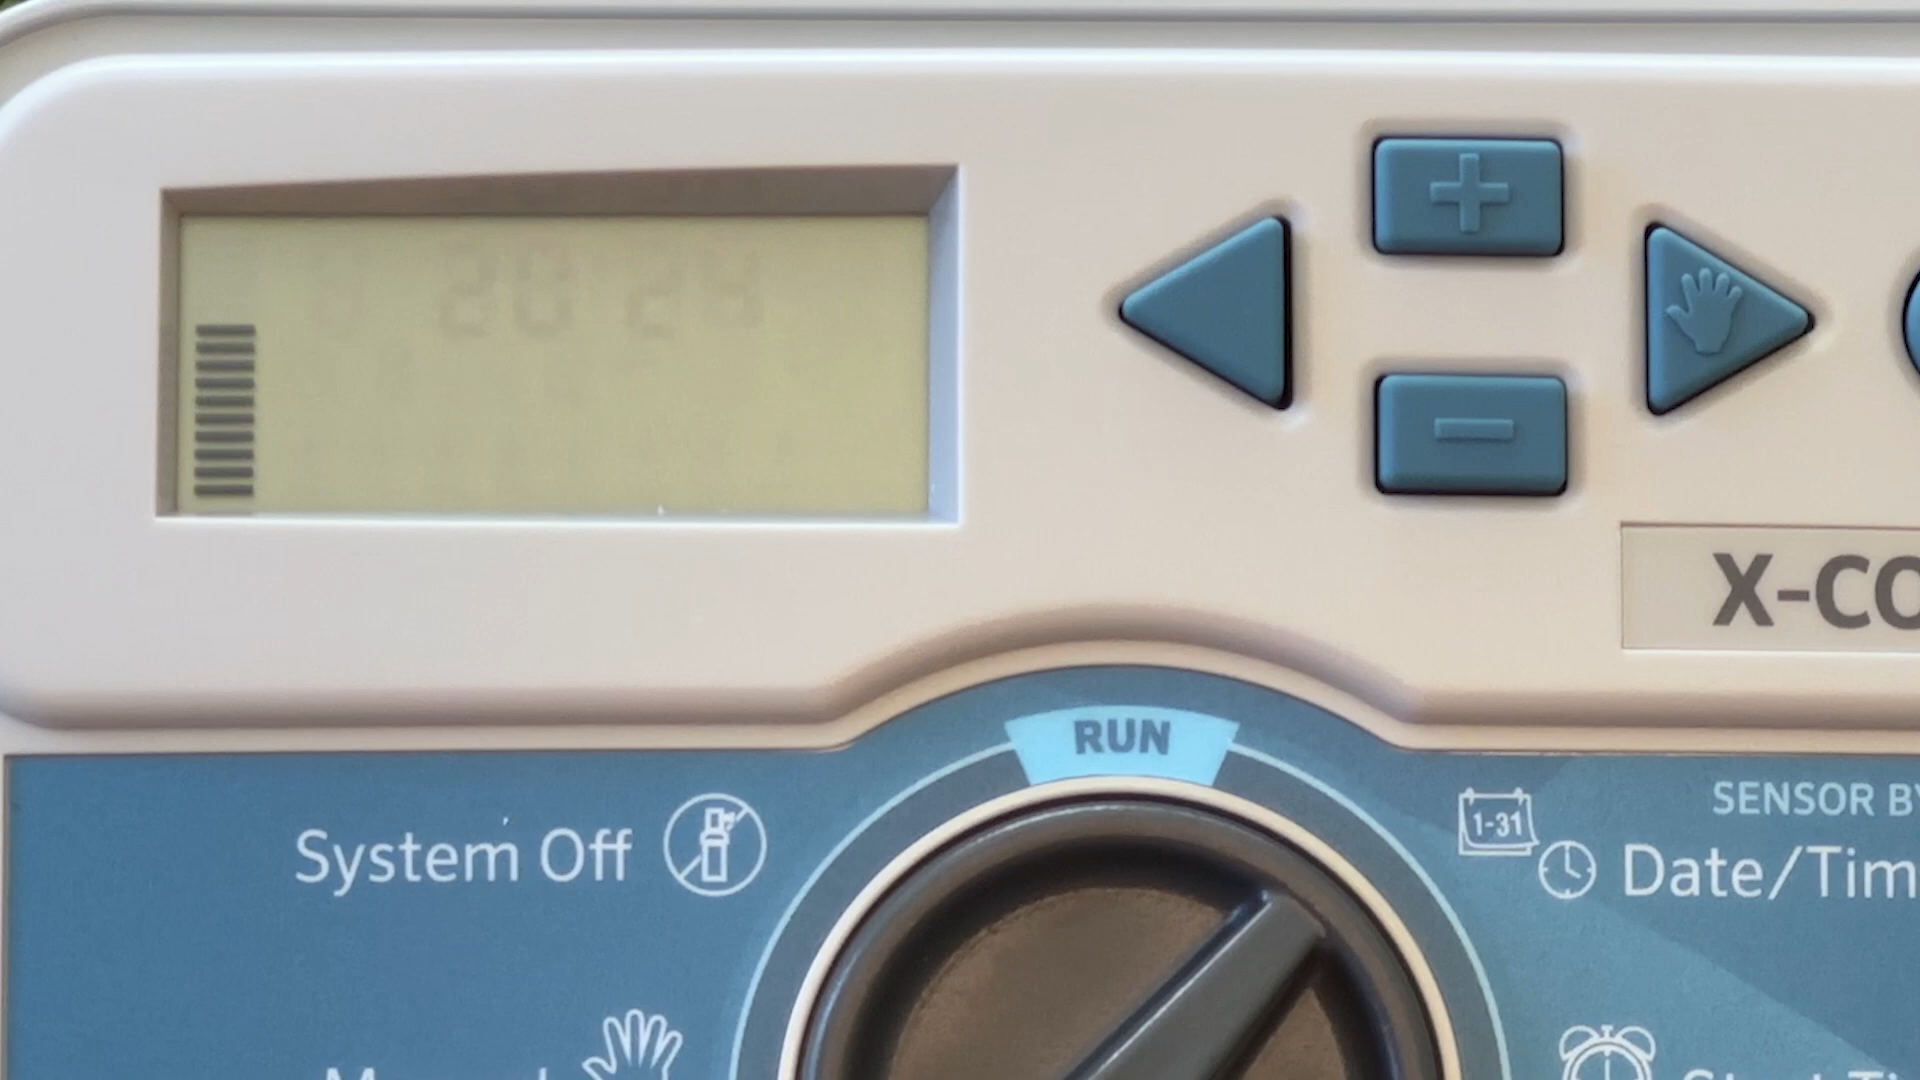 X-CO
RUN
System Off
SENSOR BY
1-31
Date/Tim